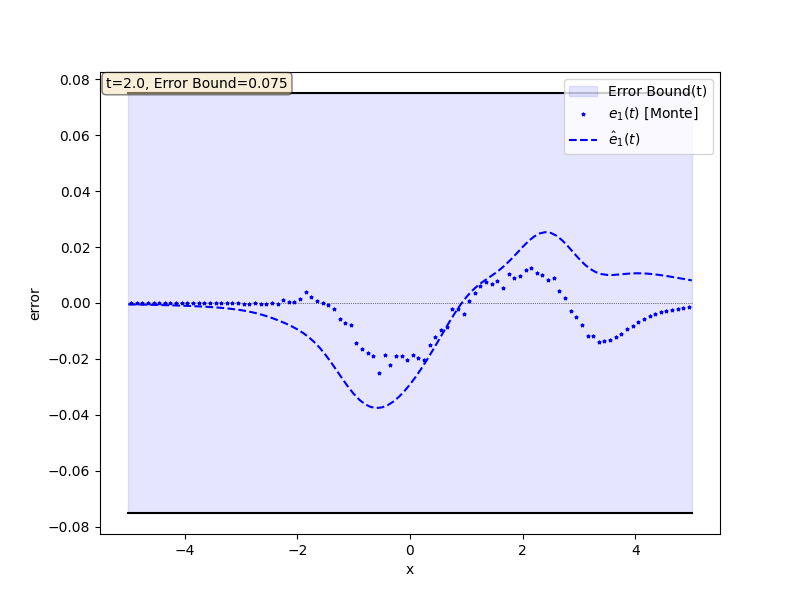 t=2.0, Error Bound=0.075
Error Bound(t)
e₁(t) [Monte]
ê₁(t)
0.08
0.06
0.04
0.02
0.00
−0.02
−0.04
−0.06
−0.08
error
−4
−2
0
2
4
x